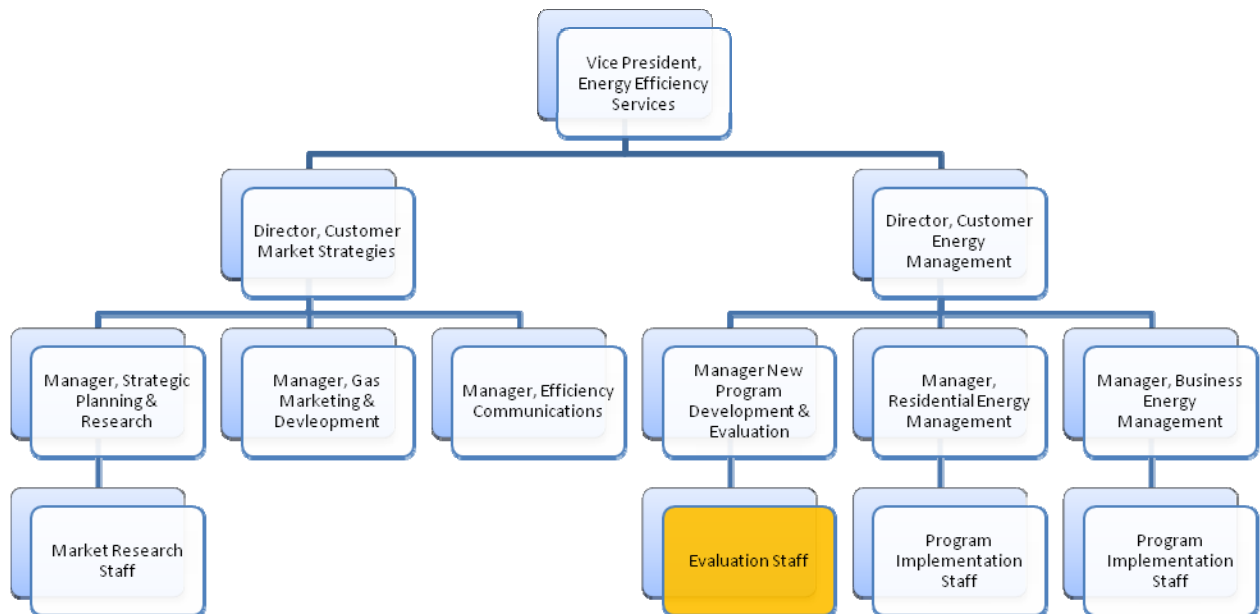 Vice President,
Energy Efficiency
Services
Director, Customer
Market Strategies
Director, Customer
Energy
Management
Manager, Strategic
Planning &
Research
Manager, Gas
Marketing &
Devleopment
Manager, Efficiency
Communications
Manager New
Program
Development &
Evaluation
Manager,
Residential Energy
Management
Manager, Business
Energy
Management
Market Research
Staff
Evaluation Staff
Program
Implementation
Staff
Program
Implementation
Staff